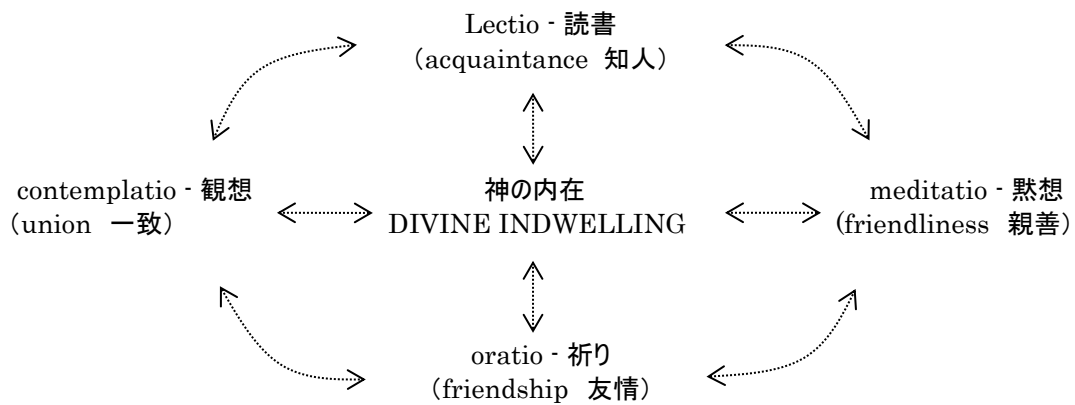 Lectio - 読書
（acquaintance 知人）
contemplatio - 観想
（union 一致）
神の内在
DIVINE INDWELLING
meditatio - 黙想
(friendliness 親善）
oratio - 祈り
（friendship 友情）